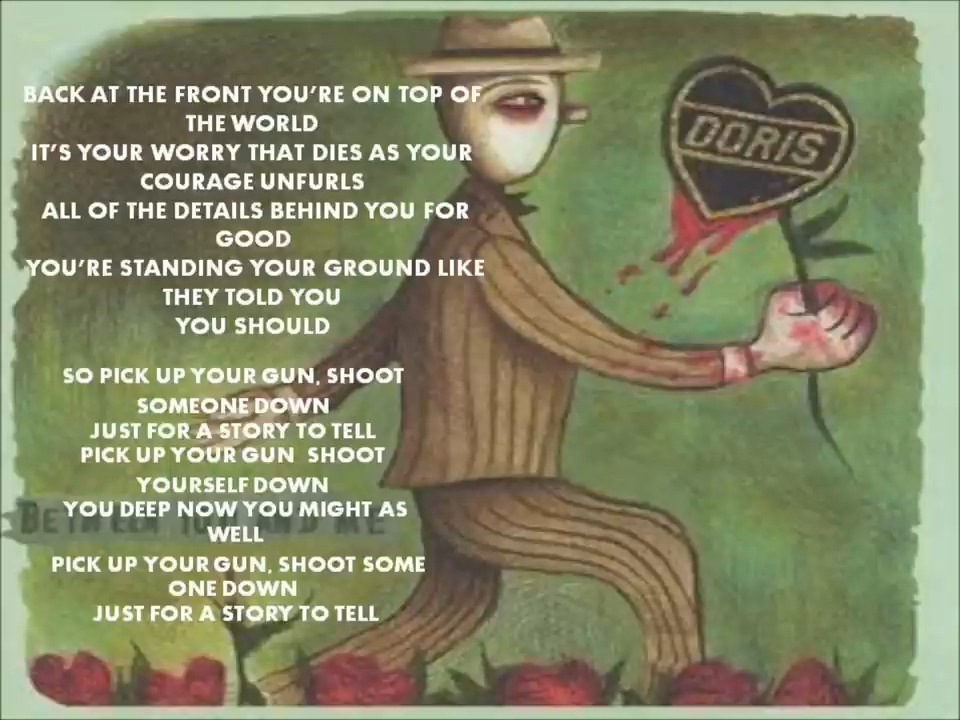 BACK AT THE FRONT YOU'RE ON TOP OF
THE WORLD
IT'S YOUR WORRY THAT DIES AS YOUR
COURAGE UNFURLS
ALL OF THE DETAILS BEHIND YOU FOR
GOOD
YOU'RE STANDING YOUR GROUND LIKE
THEY TOLD YOU
YOU SHOULD
SO PICK UP YOUR GUN, SHOOT
SOMEONE DOWN
JUST FOR A STORY TO TELL
PICK UP YOUR GUN SHOOT
YOURSELF DOWN
YOU DEEP NOW YOU MIGHT AS
WELL
PICK UP YOUR GUN, SHOOT SOME
ONE DOWN
JUST FOR A STORY TO TELL
DORIS
BETWEEN YOU AND ME